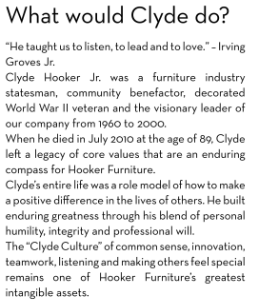 What would Clyde do?
“He taught us to listen, to lead and to love.” – Irving
Groves Jr.
Clyde Hooker Jr. was a furniture industry
statesman, community benefactor, decorated
World War II veteran and the visionary leader of
our company from 1960 to 2000.
When he died in July 2010 at the age of 89, Clyde
left a legacy of core values that are an enduring
compass for Hooker Furniture.
Clyde’s entire life was a role model of how to make
a positive difference in the lives of others. He built
enduring greatness through his blend of personal
humility, integrity and professional will.
The “Clyde Culture” of common sense, innovation,
teamwork, listening and making others feel special
remains one of Hooker Furniture’s greatest
intangible assets.